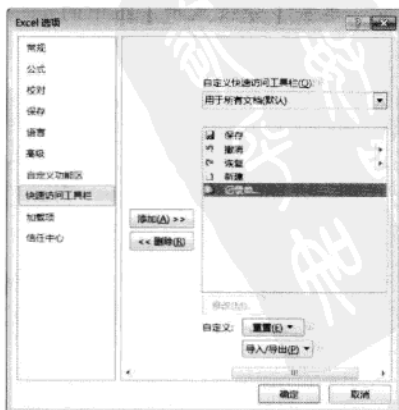 Excel 选项
常规
公式
校对
保存
语言
高级
自定义功能区
快速访问工具栏
加载项
信任中心
自定义快速访问工具栏(Q):
用于所有文档(默认)
保存
撤消
恢复
新建
记录单...
添加(A) >>
<< 删除(R)
修改(M)...
自定义: 重置(E)
导入/导出(P)
确定 取消